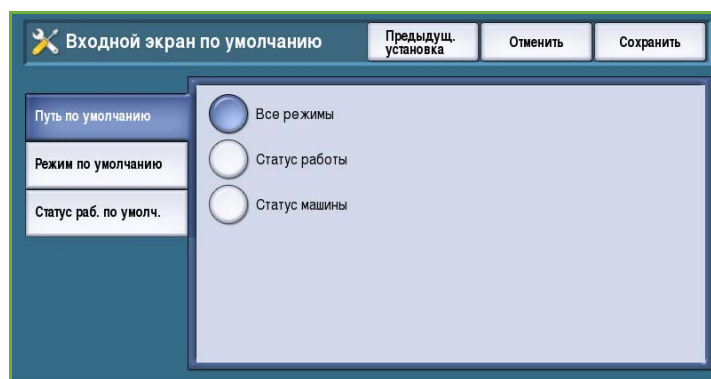 Входной экран по умолчанию
Предыдущ.
установка
Отменить
Сохранить
Путь по умолчанию
Все режимы
Режим по умолчанию
Статус работы
Статус раб. по умолч.
Статус машины